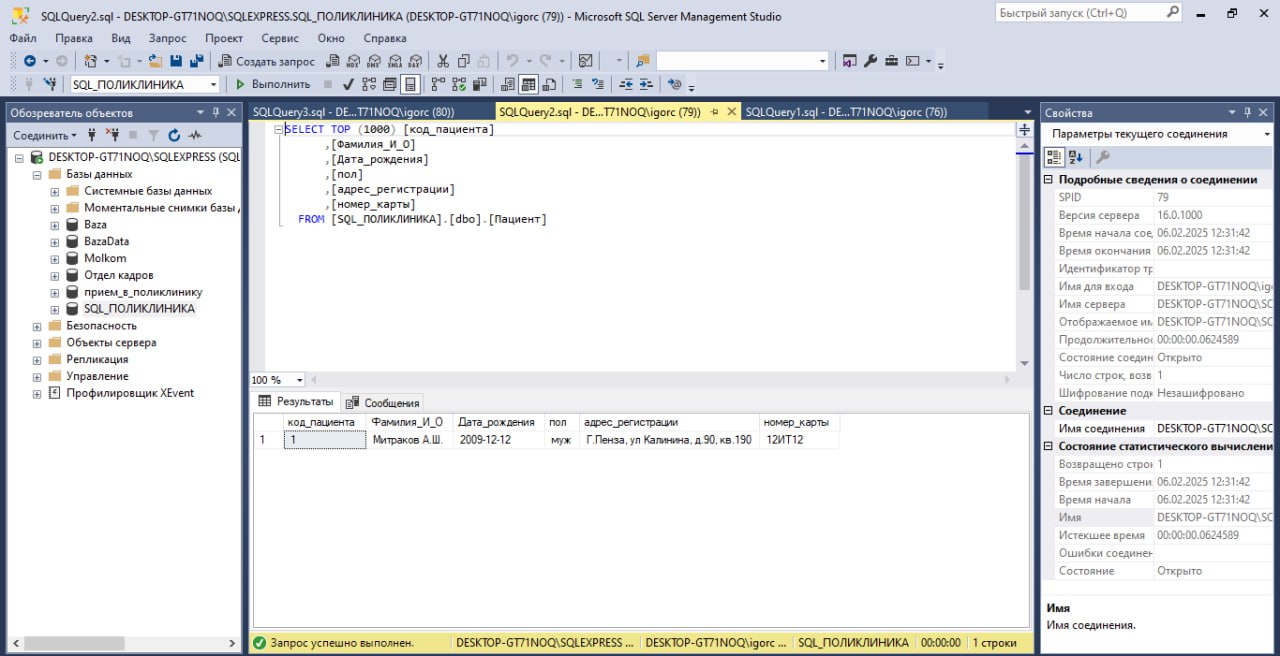 SQLQuery2.sql - DESKTOP-GT71NOQ\SQLEXPRESS.SQL_ПОЛИКЛИНИКА (DESKTOP-GT71NOQ\igorc (79)) - Microsoft SQL Server Management Studio
Быстрый запуск (Ctrl+Q)
Файл Правка Вид Запрос Проект Сервис Окно Справка
Создать запрос
SQL_ПОЛИКЛИНИКА Выполнить
Обозреватель объектов
Соединить
DESKTOP-GT71NOQ\SQLEXPRESS (SQL
Базы данных
Системные базы данных
Моментальные снимки базы
Baza
BazaData
Molkom
Отдел кадров
прием_в_поликлинику
SQL_ПОЛИКЛИНИКА
Безопасность
Объекты сервера
Репликация
Управление
Профилировщик XEvent
SQLQuery3.sql - DE...T71NOQ\igorc (80)) SQLQuery2.sql - DE...T71NOQ\igorc (79)) SQLQuery1.sql - DE...T71NOQ\igorc (76))
SELECT TOP (1000) [код_пациента]
,[Фамилия_И_О]
,[Дата_рождения]
,[пол]
,[адрес_регистрации]
,[номер_карты]
FROM [SQL_ПОЛИКЛИНИКА].[dbo].[Пациент]
100 %
Результаты Сообщения
код_пациента Фамилия_И_О Дата_рождения пол адрес_регистрации номер_карты
1 1 Митраков А.Ш. 2009-12-12 муж Г.Пенза, ул Калинина, д.90, кв.190 12ИТ12
Запрос успешно выполнен. DESKTOP-GT71NOQ\SQLEXPRESS ... DESKTOP-GT71NOQ\igorc ... SQL_ПОЛИКЛИНИКА 00:00:00 1 строки
Свойства
Параметры текущего соединения
Подробные сведения о соединении
SPID 79
Версия сервера 16.0.1000
Время начала сое 06.02.2025 12:31:42
Время окончания 06.02.2025 12:31:42
Идентификатор тр
Имя для входа DESKTOP-GT71NOQ\igo
Имя сервера DESKTOP-GT71NOQ\SQ
Отображаемое им DESKTOP-GT71NOQ\SQ
Продолжительнос 00:00:00.0624589
Состояние соедин Открыто
Число строк, возв 1
Шифрование подк Незашифровано
Соединение
Имя соединения DESKTOP-GT71NOQ\SQ
Состояние статистического вычислени
Возвращено строк 1
Время завершени 06.02.2025 12:31:42
Время начала 06.02.2025 12:31:42
Имя DESKTOP-GT71NOQ\SQ
Истекшее время 00:00:00.0624589
Ошибки соединен
Состояние Открыто
Имя
Имя соединения.